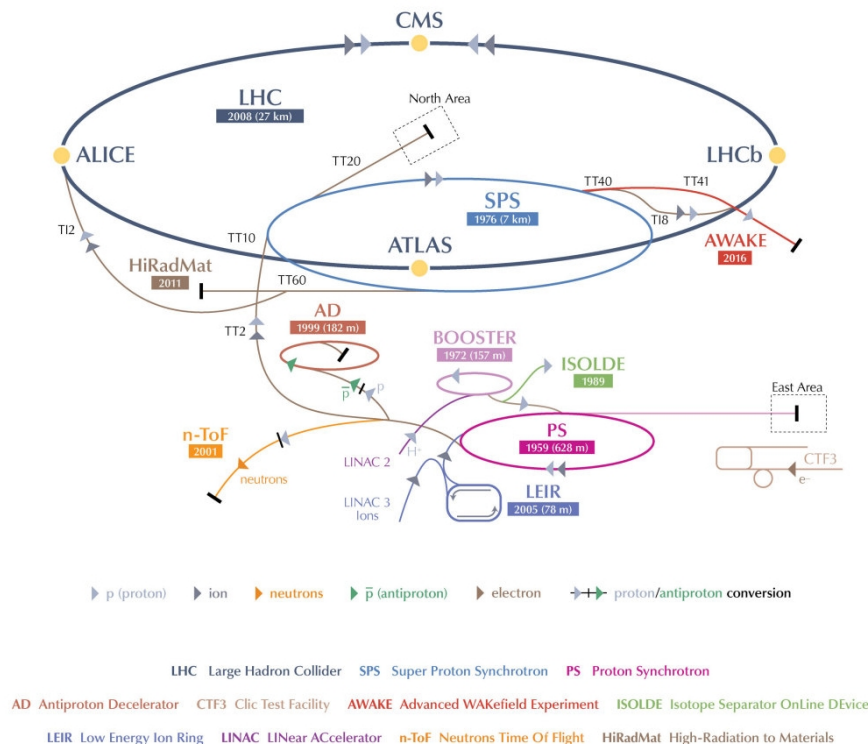 CMS
LHC
2008 (27 km)
North Area
ALICE
TT20
LHCb
TT40
TT41
SPS
1976 (7 km)
TI2
TI8
TT10
ATLAS
AWAKE
2016
HiRadMat
2011
TT60
AD
1999 (182 m)
TT2
BOOSTER
1972 (157 m)
ISOLDE
1989
p̅
p
East Area
n-ToF
2001
PS
1959 (628 m)
H⁻
LINAC 2
neutrons
CTF3
e⁻
LINAC 3
Ions
LEIR
2005 (78 m)
p (proton)
ion
neutrons
p̅ (antiproton)
electron
proton/antiproton conversion
LHC Large Hadron Collider SPS Super Proton Synchrotron PS Proton Synchrotron
AD Antiproton Decelerator CTF3 Clic Test Facility AWAKE Advanced WAKefield Experiment ISOLDE Isotope Separator OnLine DEvice
LEIR Low Energy Ion Ring LINAC LINear ACcelerator n-ToF Neutrons Time Of Flight HiRadMat High-Radiation to Materials